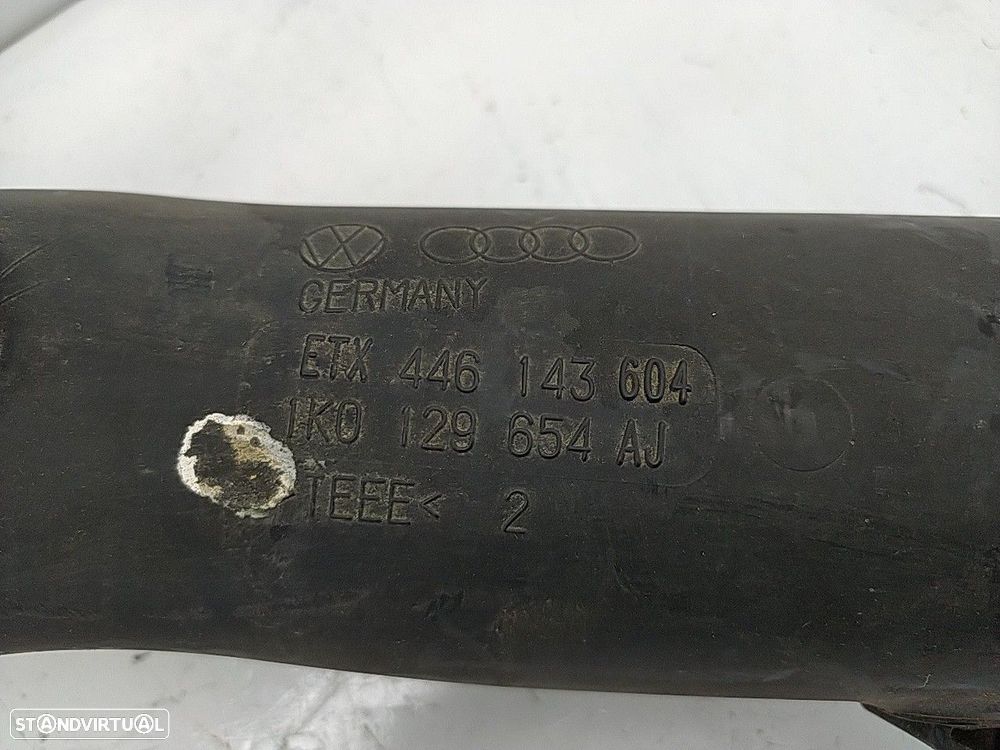 GERMANY
ETX 446 143 604
1K0 129 654 AJ
TEEE< 2
STANDVIRTUAL